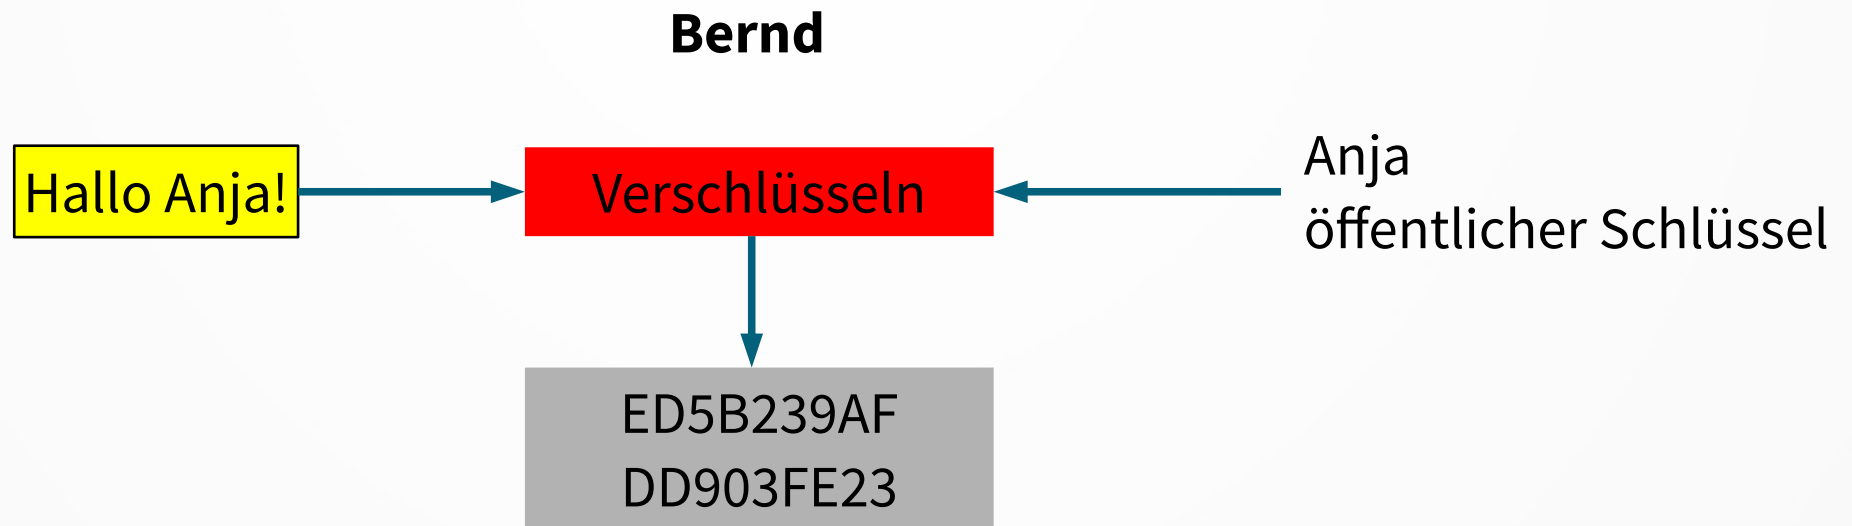 Bernd
Hallo Anja!
Verschlüsseln
Anja
öffentlicher Schlüssel
ED5B239AF
DD903FE23